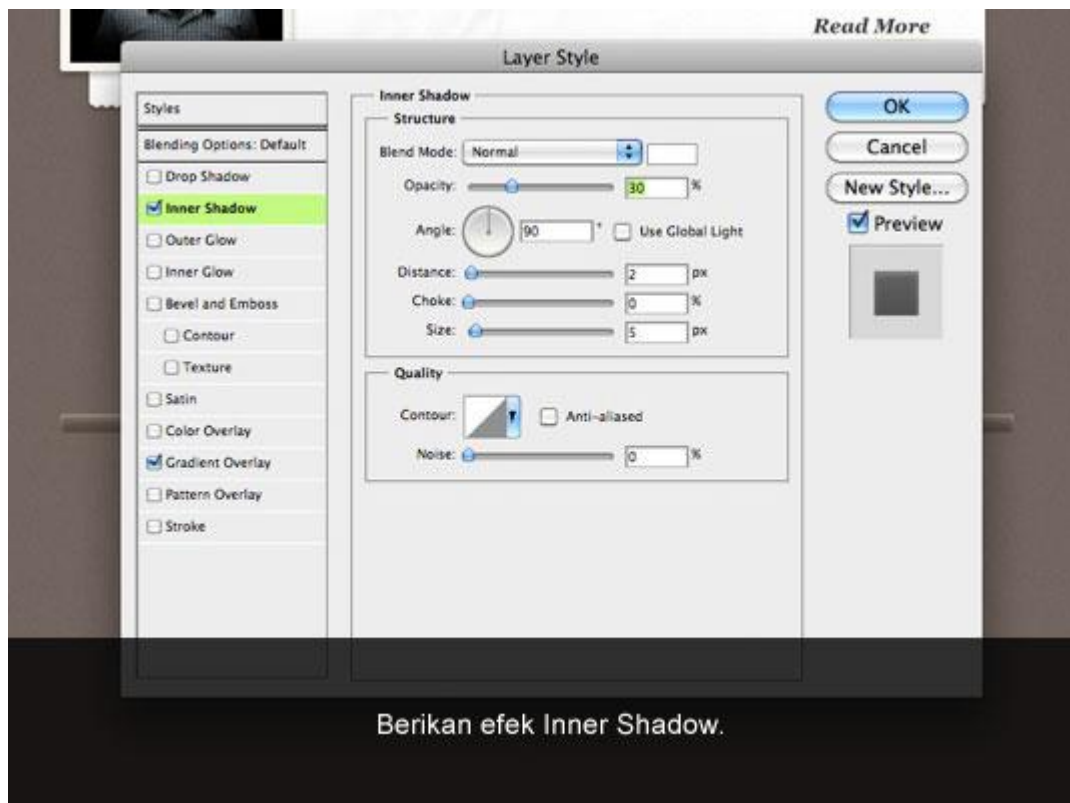 Read More
Layer Style
Styles
Blending Options: Default
Drop Shadow
Inner Shadow
Outer Glow
Inner Glow
Bevel and Emboss
Contour
Texture
Satin
Color Overlay
Gradient Overlay
Pattern Overlay
Stroke
Inner Shadow
Structure
Blend Mode: Normal
Opacity: 30 %
Angle: 90 ° Use Global Light
Distance: 2 px
Choke: 0 %
Size: 5 px
Quality
Contour: Anti-aliased
Noise: 0 %
OK
Cancel
New Style...
Preview
Berikan efek Inner Shadow.